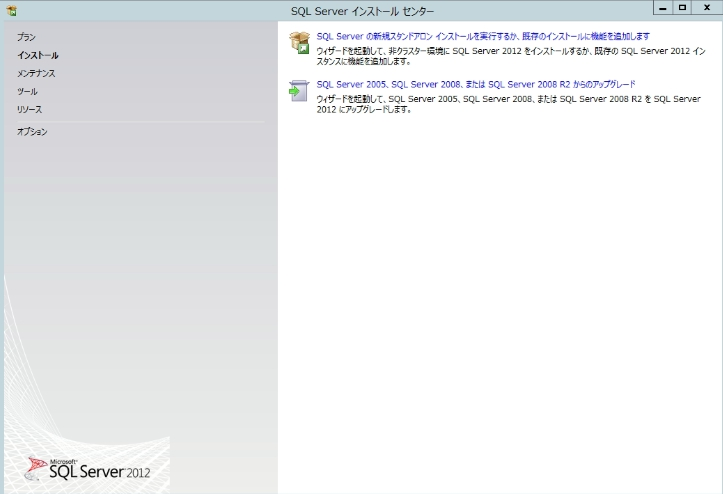 SQL Server インストール センター
プラン
インストール
メンテナンス
ツール
リソース
オプション
SQL Server の新規スタンドアロン インストールを実行するか、既存のインストールに機能を追加します
ウィザードを起動して、非クラスター環境に SQL Server 2012 をインストールするか、既存の SQL Server 2012 イン
スタンスに機能を追加します。
SQL Server 2005、SQL Server 2008、または SQL Server 2008 R2 からのアップグレード
ウィザードを起動して、SQL Server 2005、SQL Server 2008、または SQL Server 2008 R2 を SQL Server
2012 にアップグレードします。
Microsoft®
SQL Server 2012